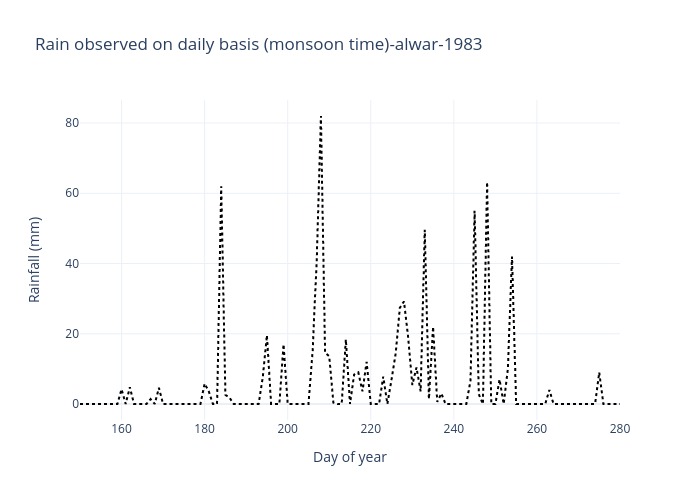 Rain observed on daily basis (monsoon time)-alwar-1983
80
60
40
20
0
Rainfall (mm)
160 180 200 220 240 260 280
Day of year